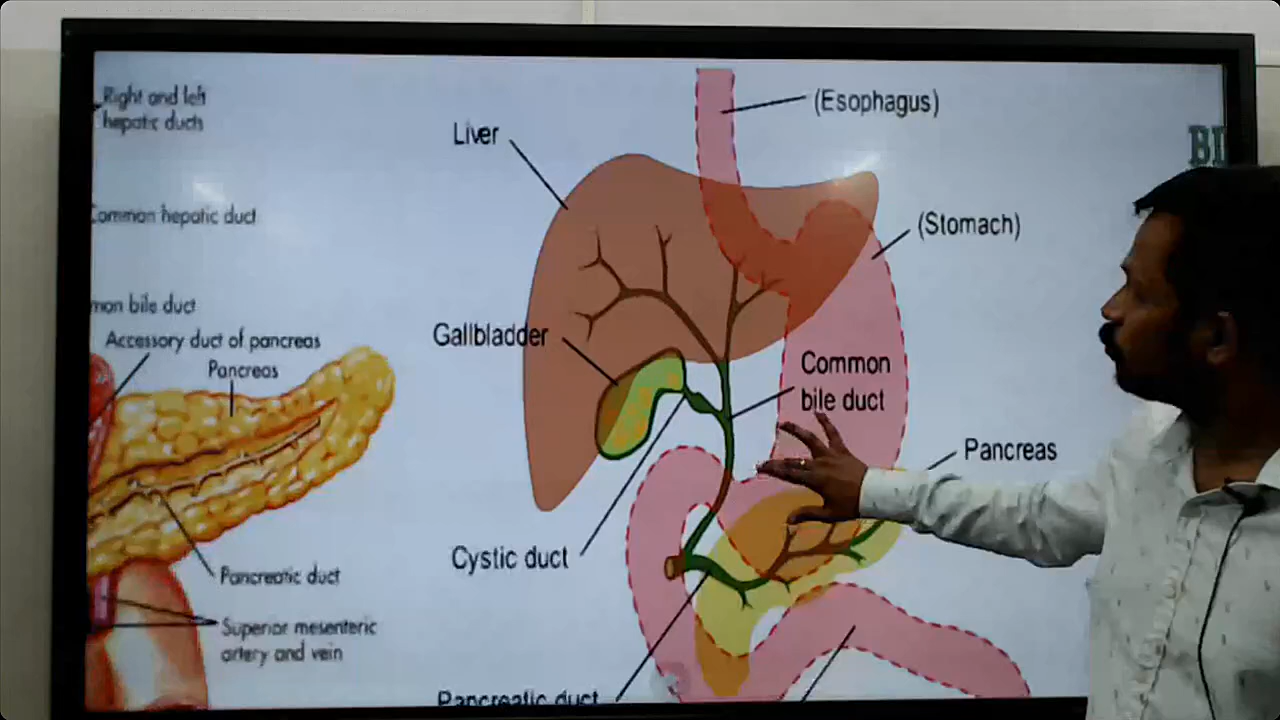 Right and left
hepatic ducts
Common hepatic duct
mon bile duct
Accessory duct of pancreas
Pancreas
Pancreatic duct
Superior mesenteric
artery and vein
(Esophagus)
Liver
(Stomach)
Gallbladder
Common
bile duct
Pancreas
Cystic duct
Pancreatic duct